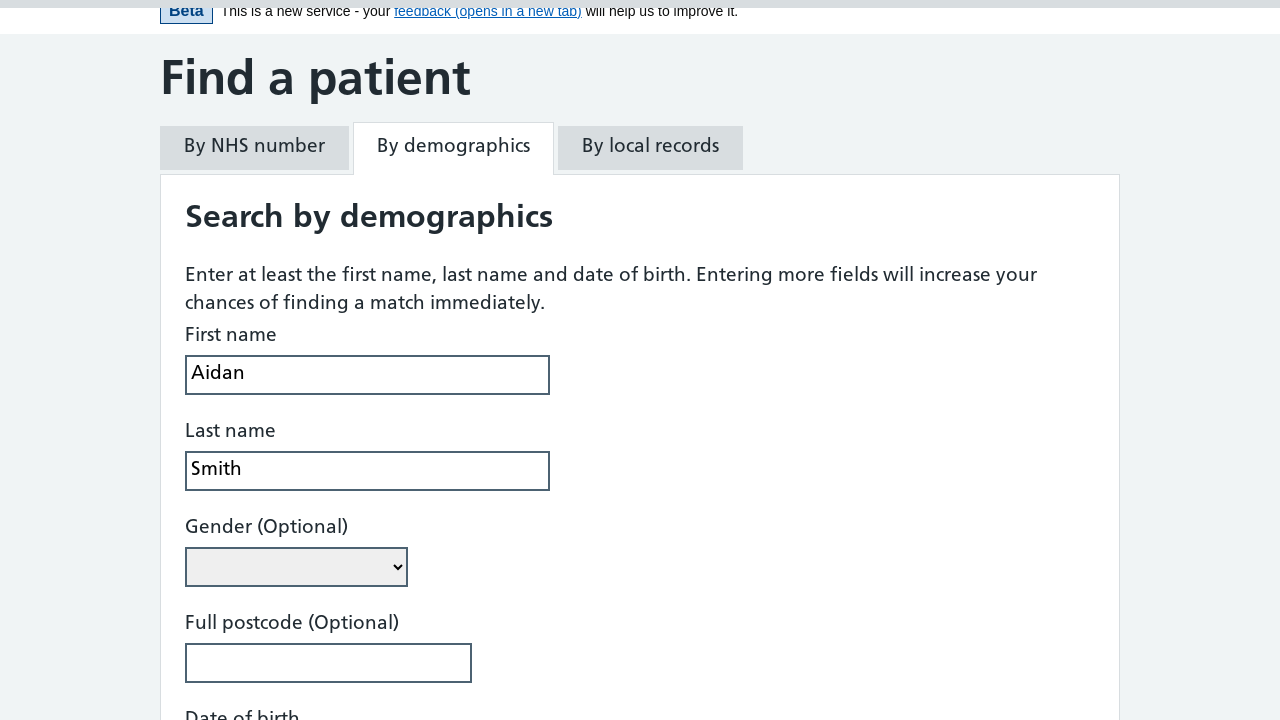 Beta This is a new service - your feedback (opens in a new tab) will help us to improve it.
Find a patient
By NHS number By demographics By local records
Search by demographics
Enter at least the first name, last name and date of birth. Entering more fields will increase your
chances of finding a match immediately.
First name
Aidan
Last name
Smith
Gender (Optional)
Full postcode (Optional)
Date of birth